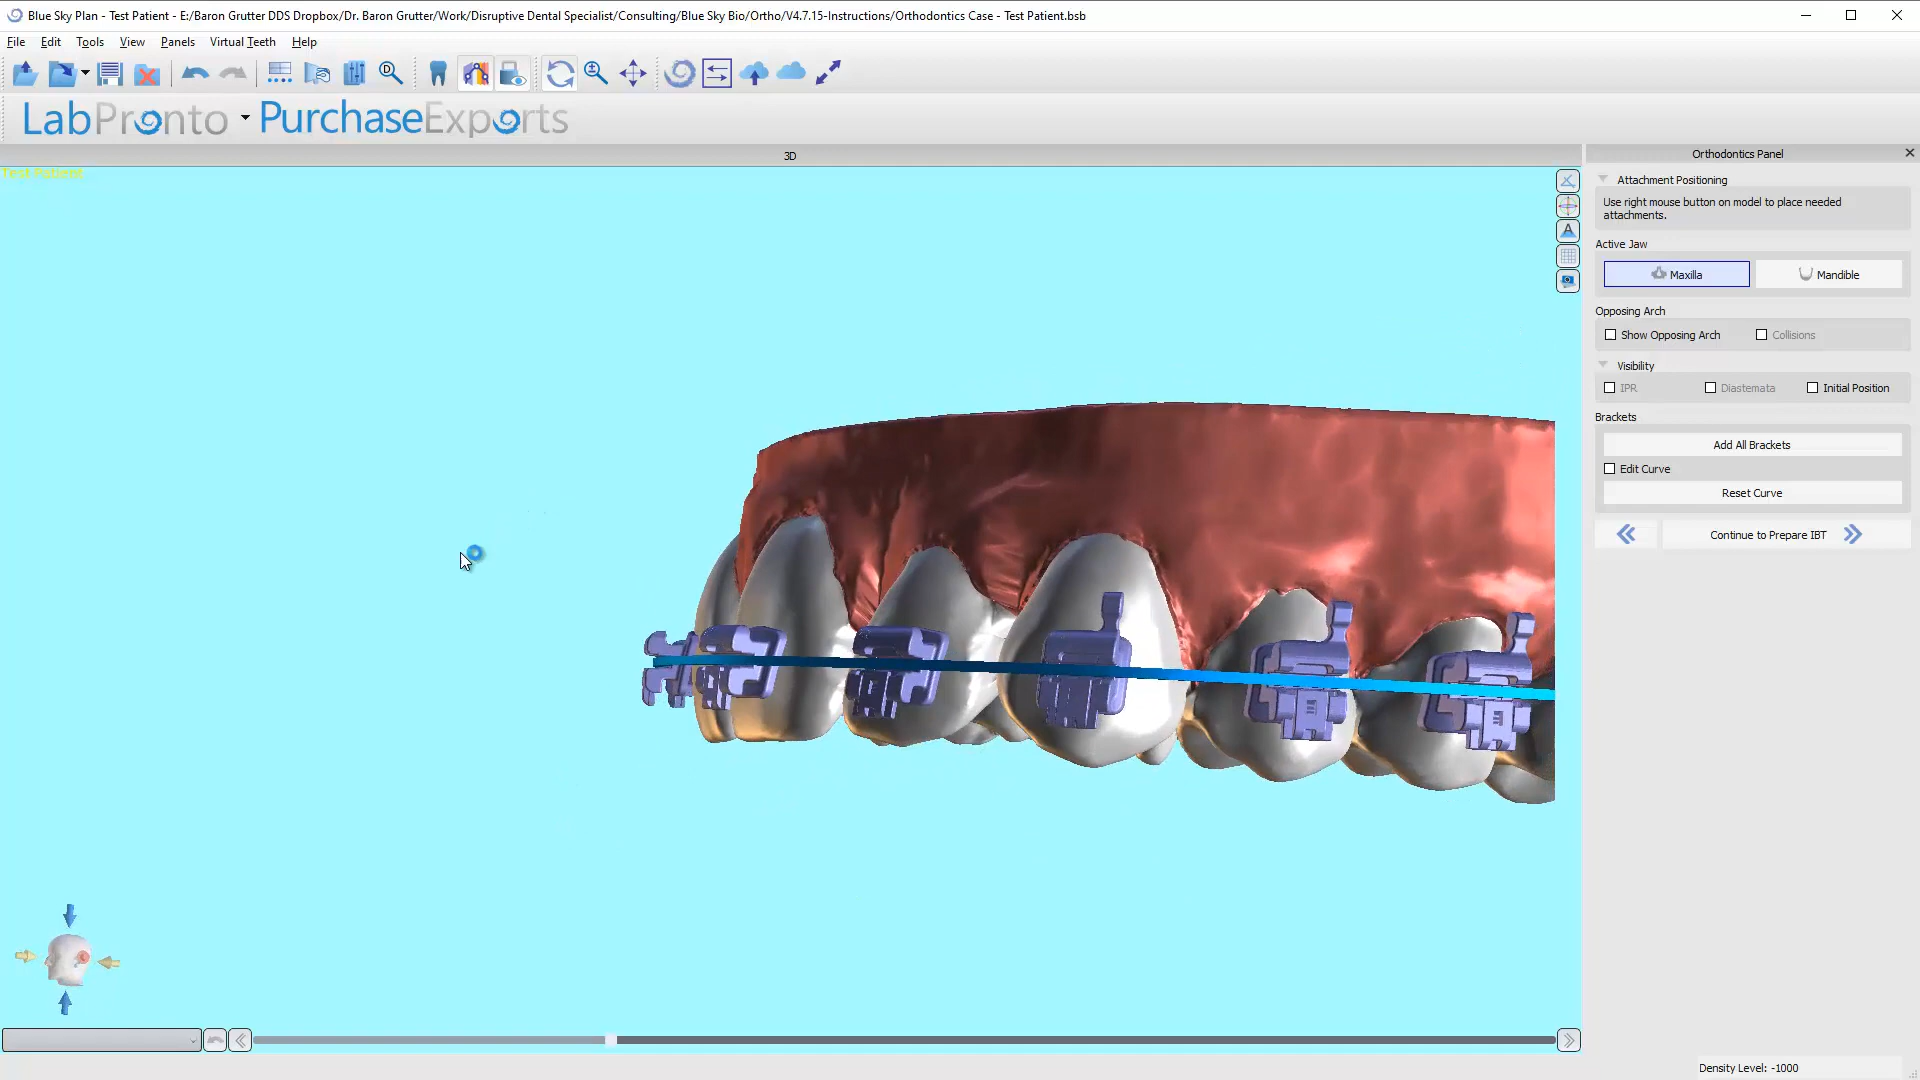 Blue Sky Plan - Test Patient - E:/Baron Grutter DDS Dropbox/Dr. Baron Grutter/Work/Disruptive Dental Specialist/Consulting/Blue Sky Bio/Ortho/V4.7.15-Instructions/Orthodontics Case - Test Patient.bsb
File Edit Tools View Panels Virtual Teeth Help
D
LabPronto PurchaseExports
3D
Orthodontics Panel
Test Patient
Attachment Positioning
Use right mouse button on model to place needed
attachments.
A
Active Jaw
Maxilla Mandible
Opposing Arch
Show Opposing Arch Collisions
Visibility
IPR Diastemata Initial Position
Brackets
Add All Brackets
Edit Curve
Reset Curve
Continue to Prepare IBT
Density Level: -1000